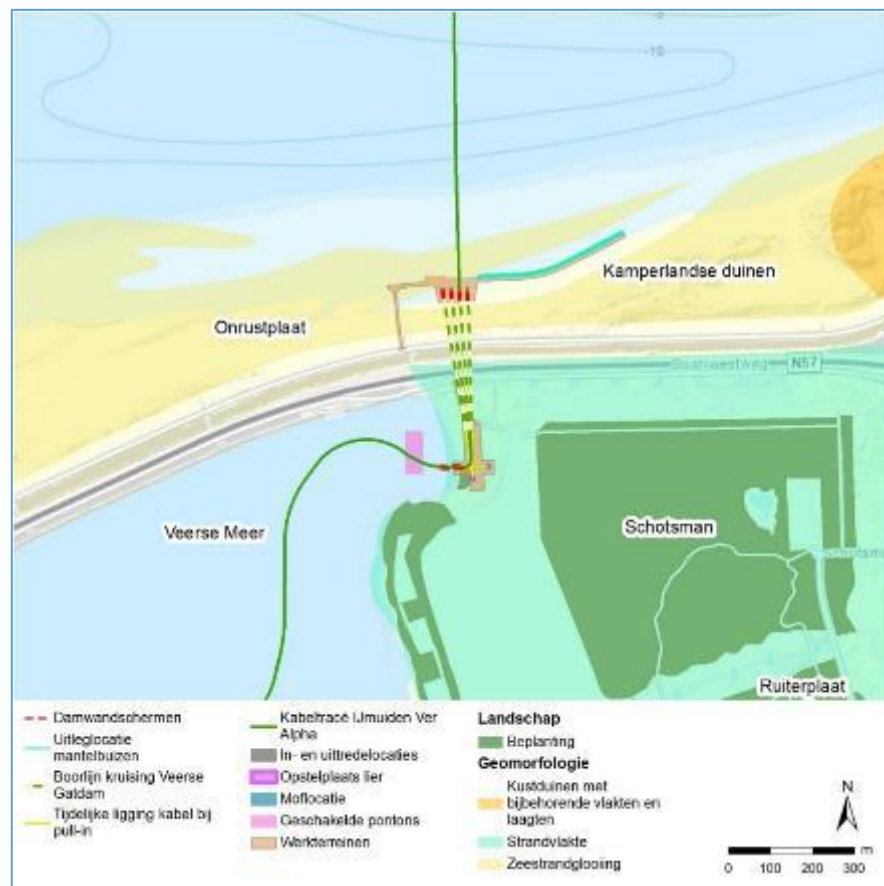 -10
Kamperlandse duinen
Onrustplaat
N57
Veerse Meer
Schotsman
Ruiterplaat
Damwandschermen
Uitleglocatie
mantelbuizen
Boorlijn kruising Veerse
Gatdam
Tijdelijke ligging kabel bij
pull-in
Kabeltracé IJmuiden Ver
Alpha
In- en uittredelocaties
Opstelplaats lier
Moflocatie
Geschakelde pontons
Werkterreinen
Landschap
Beplanting
Geomorfologie
Kustduinen met
bijbehorende vlakten en
laagten
Strandvlakte
Zeestrandglooiing
N
m
0 100 200 300